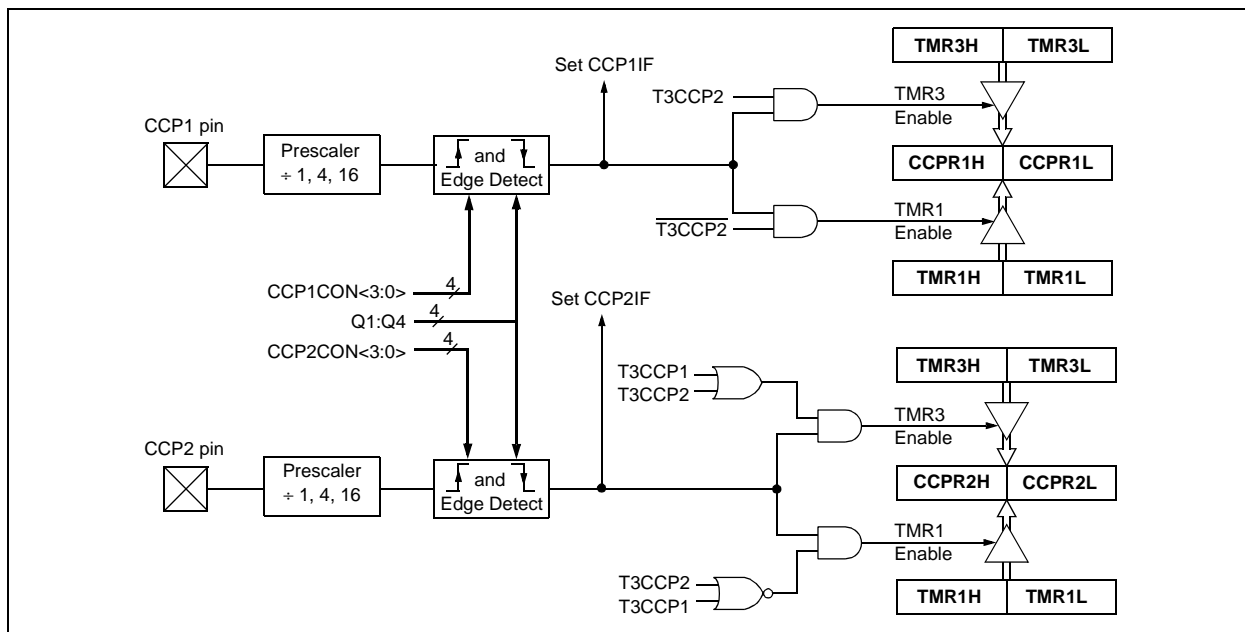 TMR3H TMR3L
Set CCP1IF
T3CCP2
TMR3
Enable
CCP1 pin
Prescaler
÷ 1, 4, 16
and
Edge Detect
CCPR1H CCPR1L
T3CCP2
TMR1
Enable
TMR1H TMR1L
CCP1CON<3:0> 4
Q1:Q4 4
CCP2CON<3:0> 4
Set CCP2IF
TMR3H TMR3L
T3CCP1
T3CCP2
TMR3
Enable
CCP2 pin
Prescaler
÷ 1, 4, 16
and
Edge Detect
CCPR2H CCPR2L
TMR1
Enable
T3CCP2
T3CCP1
TMR1H TMR1L